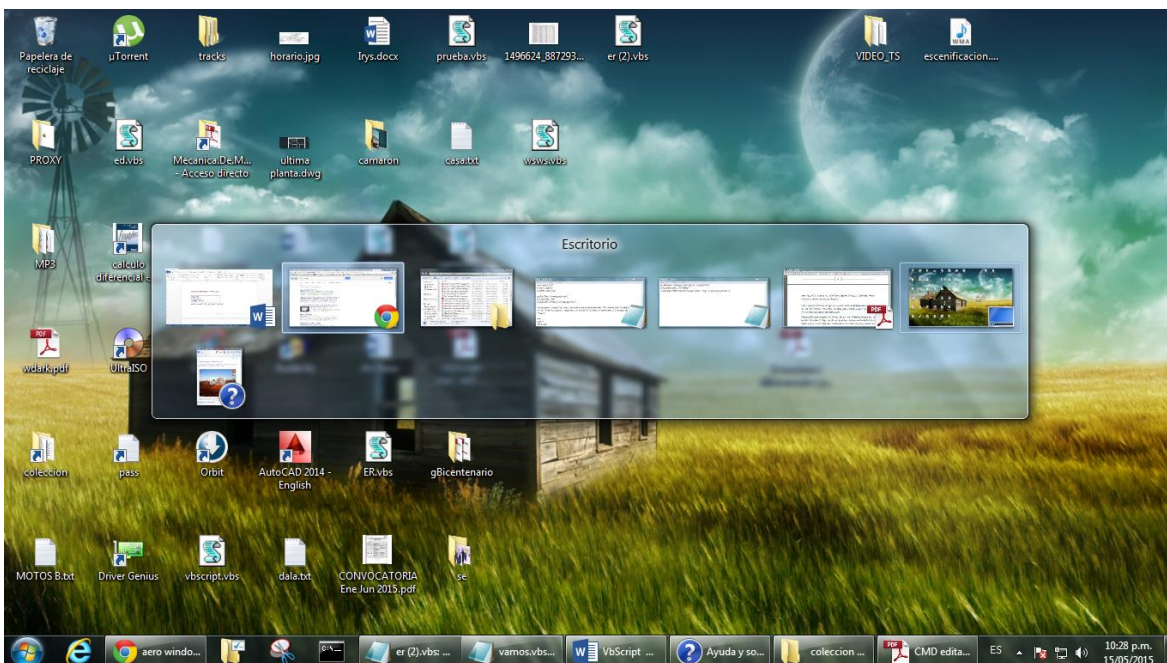 Papelera de
reciclaje
µTorrent
tracks
horario.jpg
Irys.docx
prueba.vbs
1496624_887293...
er (2).vbs
VIDEO_TS
escenificacion....
WMA
PROXY
ed.vbs
Mecanica.De.M...
- Acceso directo
ultima
planta.dwg
camaron
casa.txt
wsws.vbs
MP3
calculo
diferencial e
Escritorio
PDF
wdark.pdf
UltraISO
coleccion
pass
Orbit
AutoCAD 2014 -
English
ER.vbs
gBicentenario
MOTOS B.txt
Driver Genius
vbscript.vbs
dala.txt
CONVOCATORIA
Ene Jun 2015.pdf
se
aero windo...
er (2).vbs: ...
vamos.vbs...
VbScript ...
Ayuda y so...
coleccion ...
CMD edita...
ES
10:28 p.m.
15/05/2015